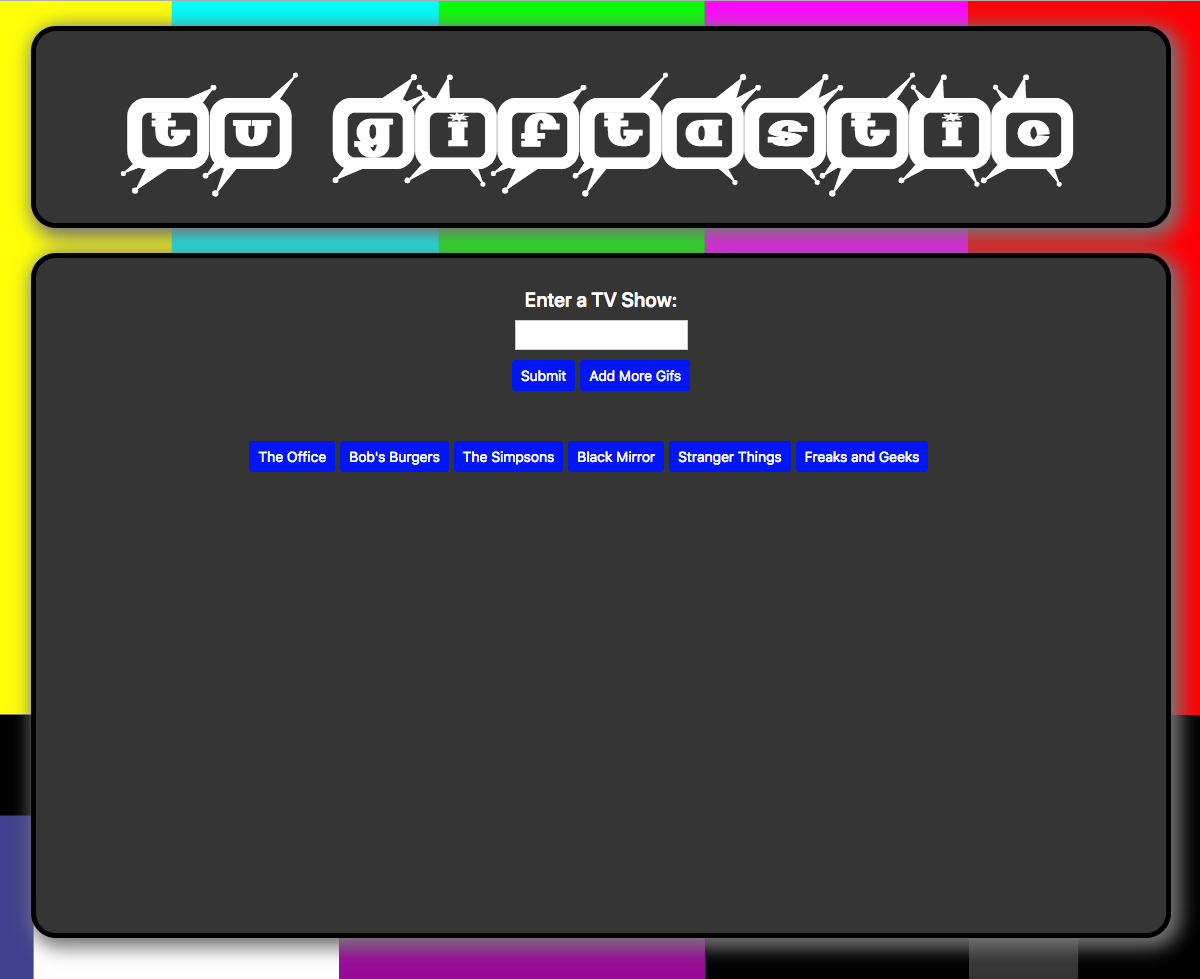 tv giftastic
Enter a TV Show:
Submit Add More Gifs
The Office Bob's Burgers The Simpsons Black Mirror Stranger Things Freaks and Geeks